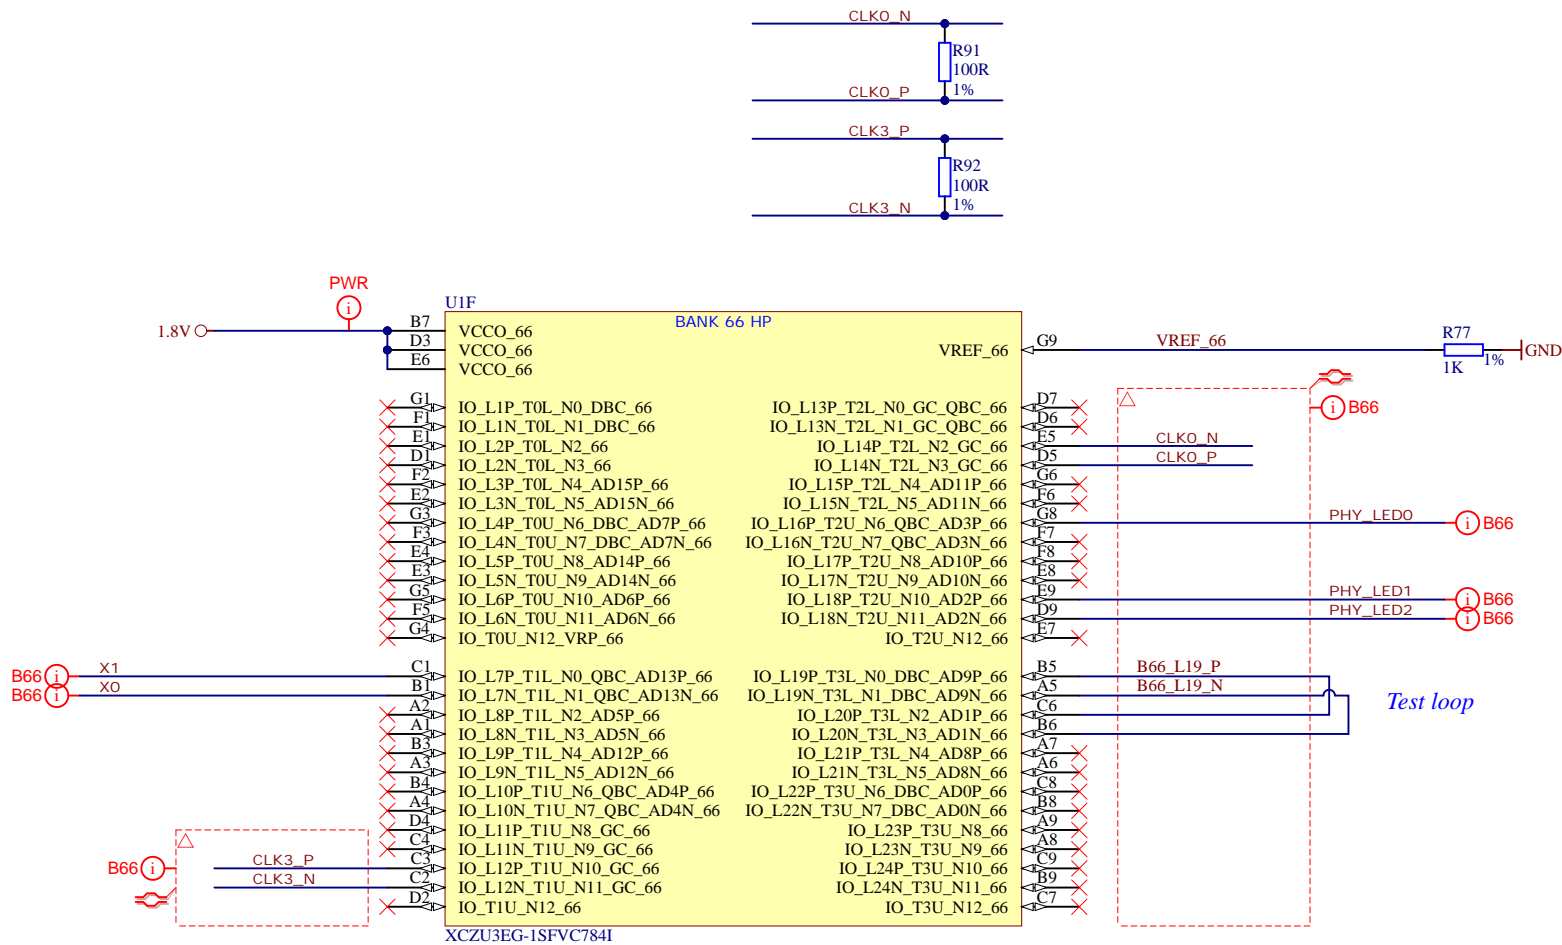 CLK0_N
R91
100R
1%
CLK0_P
CLK3_P
R92
100R
1%
CLK3_N
PWR
i
U1F
BANK 66 HP
1.8V
B7 VCCO_66
D3 VCCO_66
E6 VCCO_66
VREF_66 G9 VREF_66 R77 1K 1% GND
G1 IO_L1P_T0L_N0_DBC_66
F1 IO_L1N_T0L_N1_DBC_66
E1 IO_L2P_T0L_N2_66
D1 IO_L2N_T0L_N3_66
F2 IO_L3P_T0L_N4_AD15P_66
E2 IO_L3N_T0L_N5_AD15N_66
G3 IO_L4P_T0U_N6_DBC_AD7P_66
F3 IO_L4N_T0U_N7_DBC_AD7N_66
E4 IO_L5P_T0U_N8_AD14P_66
E3 IO_L5N_T0U_N9_AD14N_66
G5 IO_L6P_T0U_N10_AD6P_66
F5 IO_L6N_T0U_N11_AD6N_66
G4 IO_T0U_N12_VRP_66
B66 i X1 C1 IO_L7P_T1L_N0_QBC_AD13P_66
B66 i X0 B1 IO_L7N_T1L_N1_QBC_AD13N_66
A2 IO_L8P_T1L_N2_AD5P_66
A1 IO_L8N_T1L_N3_AD5N_66
B3 IO_L9P_T1L_N4_AD12P_66
A3 IO_L9N_T1L_N5_AD12N_66
B4 IO_L10P_T1U_N6_QBC_AD4P_66
A4 IO_L10N_T1U_N7_QBC_AD4N_66
D4 IO_L11P_T1U_N8_GC_66
C4 IO_L11N_T1U_N9_GC_66
B66 i CLK3_P C3 IO_L12P_T1U_N10_GC_66
CLK3_N C2 IO_L12N_T1U_N11_GC_66
D2 IO_T1U_N12_66
IO_L13P_T2L_N0_GC_QBC_66 D7 i B66
IO_L13N_T2L_N1_GC_QBC_66 D6
IO_L14P_T2L_N2_GC_66 E5 CLK0_N
IO_L14N_T2L_N3_GC_66 D5 CLK0_P
IO_L15P_T2L_N4_AD11P_66 G6
IO_L15N_T2L_N5_AD11N_66 F6
IO_L16P_T2U_N6_QBC_AD3P_66 G8 PHY_LED0 i B66
IO_L16N_T2U_N7_QBC_AD3N_66 F7
IO_L17P_T2U_N8_AD10P_66 F8
IO_L17N_T2U_N9_AD10N_66 E8
IO_L18P_T2U_N10_AD2P_66 E9 PHY_LED1 i B66
IO_L18N_T2U_N11_AD2N_66 D9 PHY_LED2 i B66
IO_T2U_N12_66 E7
IO_L19P_T3L_N0_DBC_AD9P_66 B5 B66_L19_P
IO_L19N_T3L_N1_DBC_AD9N_66 A5 B66_L19_N
Test loop
IO_L20P_T3L_N2_AD1P_66 C6
IO_L20N_T3L_N3_AD1N_66 B6
IO_L21P_T3L_N4_AD8P_66 A7
IO_L21N_T3L_N5_AD8N_66 A6
IO_L22P_T3U_N6_DBC_AD0P_66 C8
IO_L22N_T3U_N7_DBC_AD0N_66 B8
IO_L23P_T3U_N8_66 A9
IO_L23N_T3U_N9_66 A8
IO_L24P_T3U_N10_66 C9
IO_L24N_T3U_N11_66 B9
IO_T3U_N12_66 C7
XCZU3EG-1SFVC784I